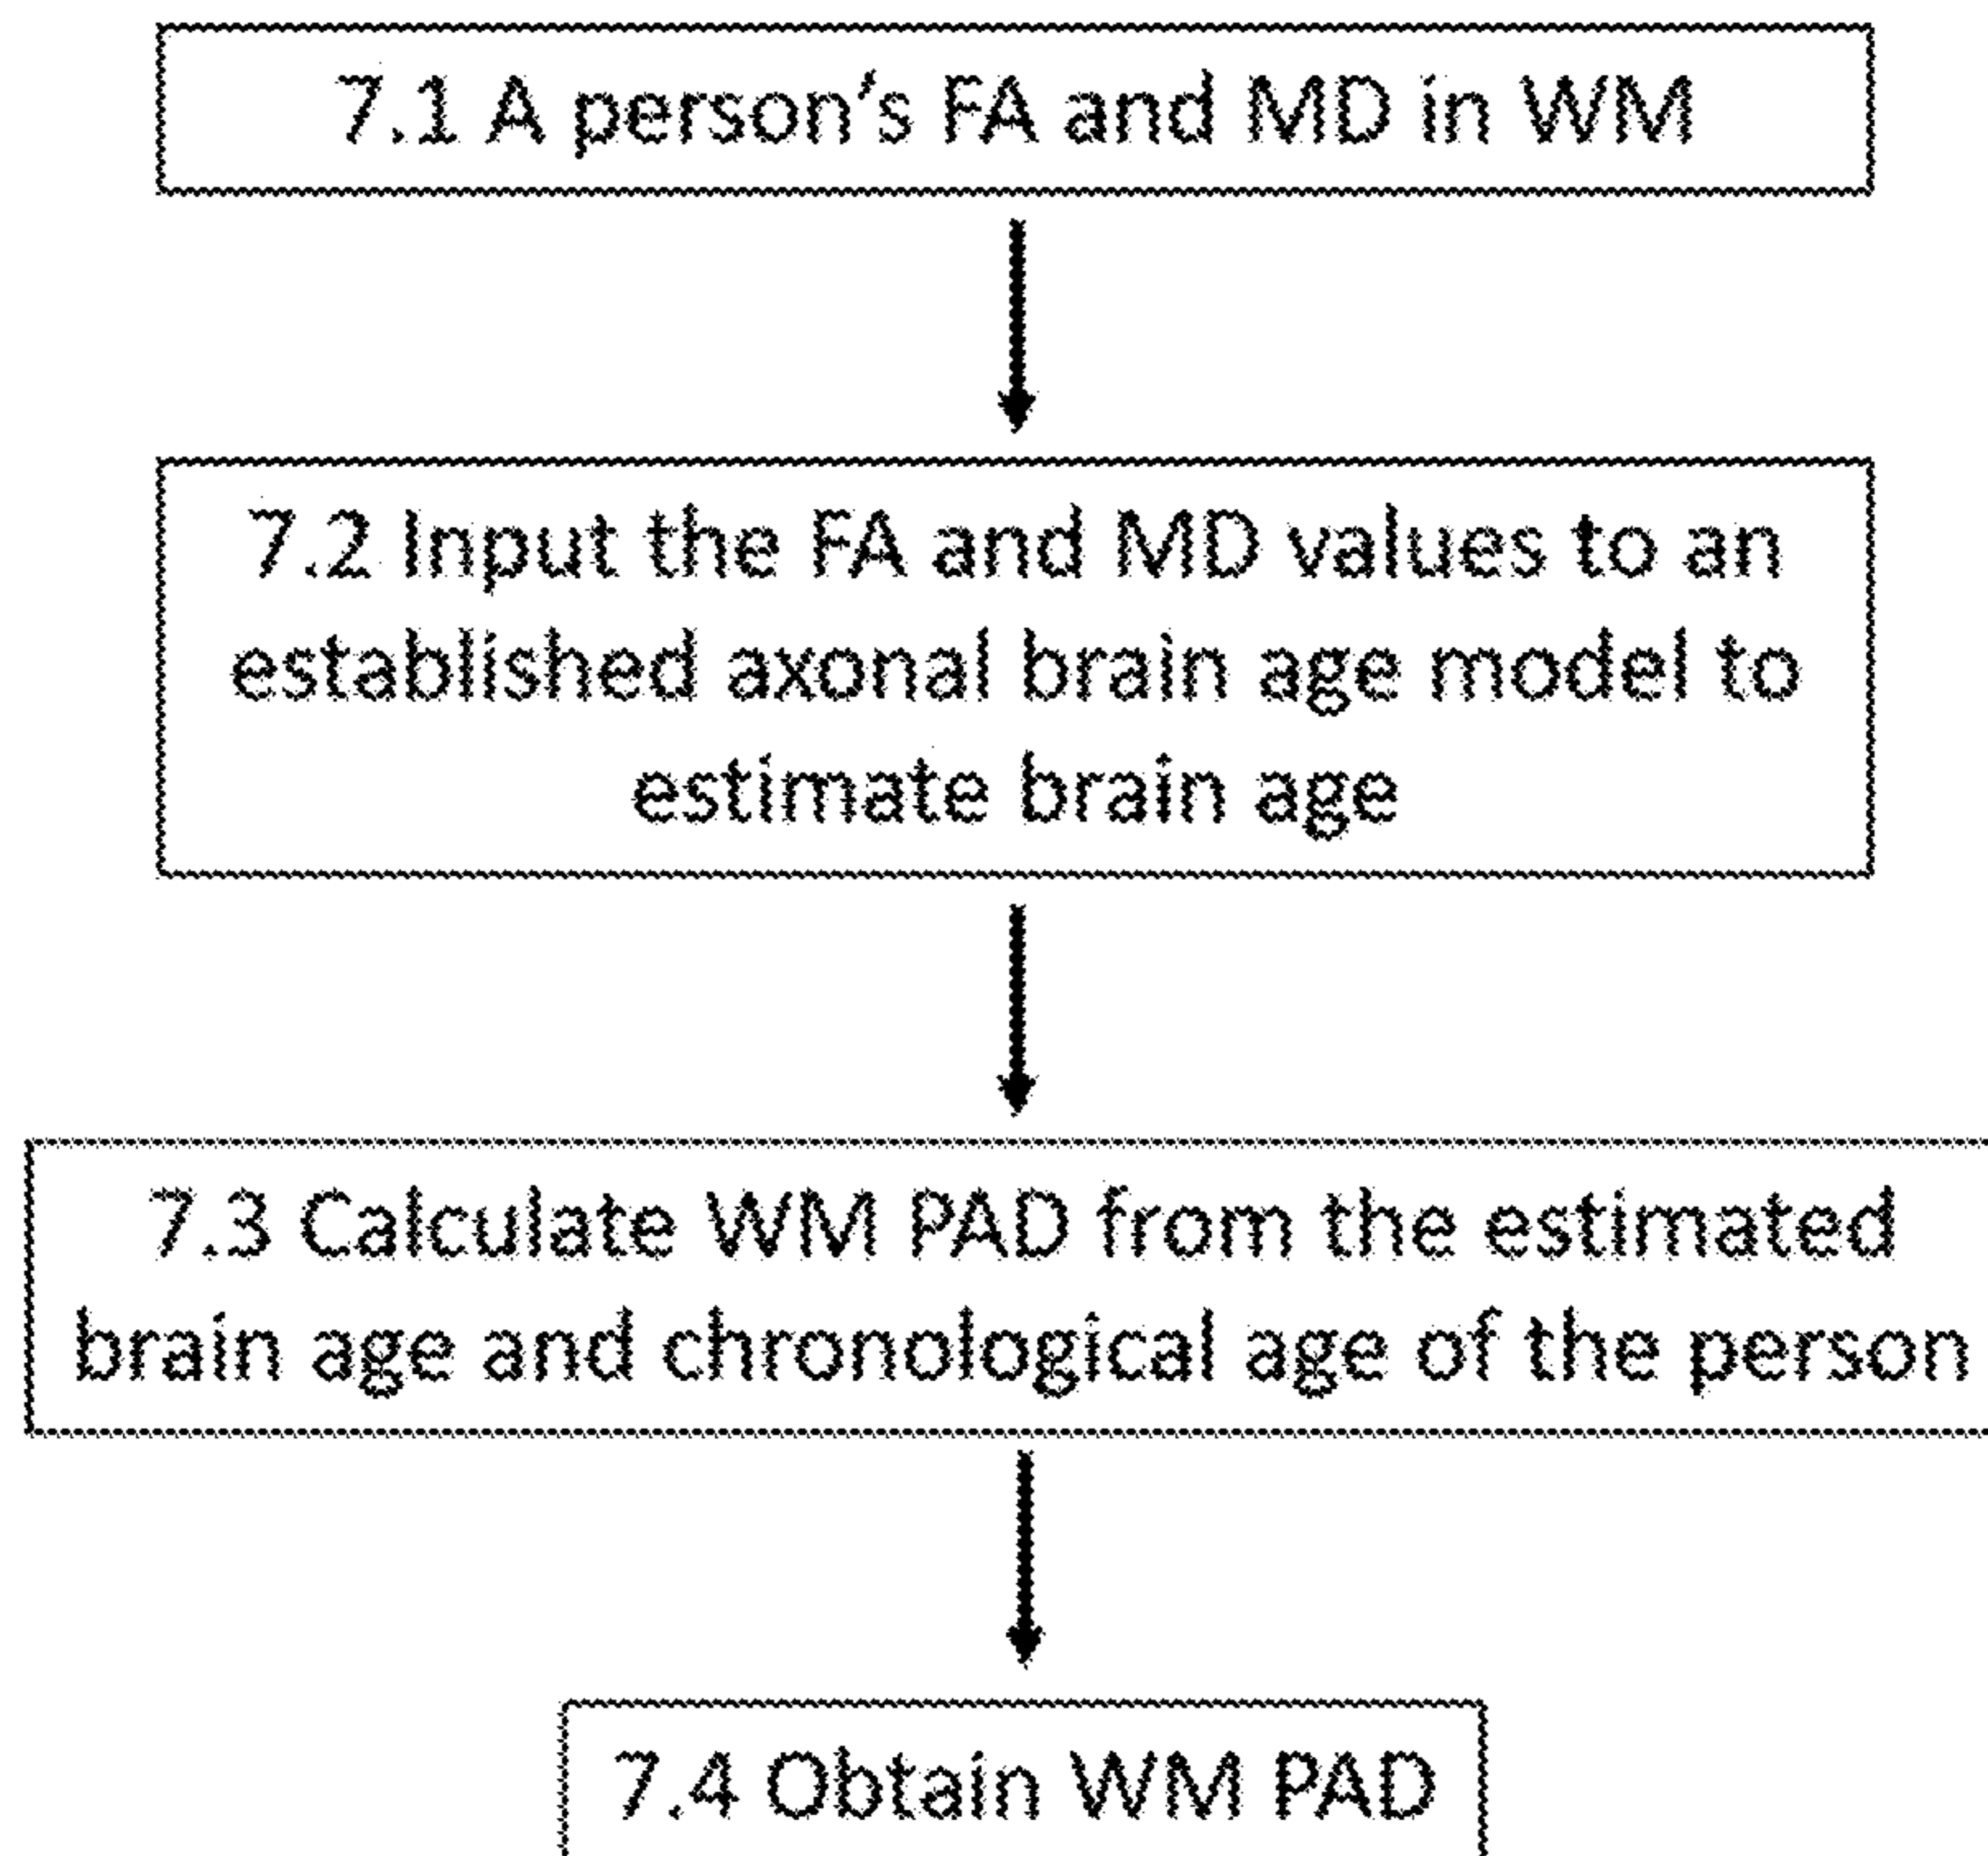 7.1 A person's FA and MD in WM
7.2 Input the FA and MD values to an
established axonal brain age model to
estimate brain age
7.3 Calculate WM PAD from the estimated
brain age and chronological age of the person
7.4 Obtain WM PAD